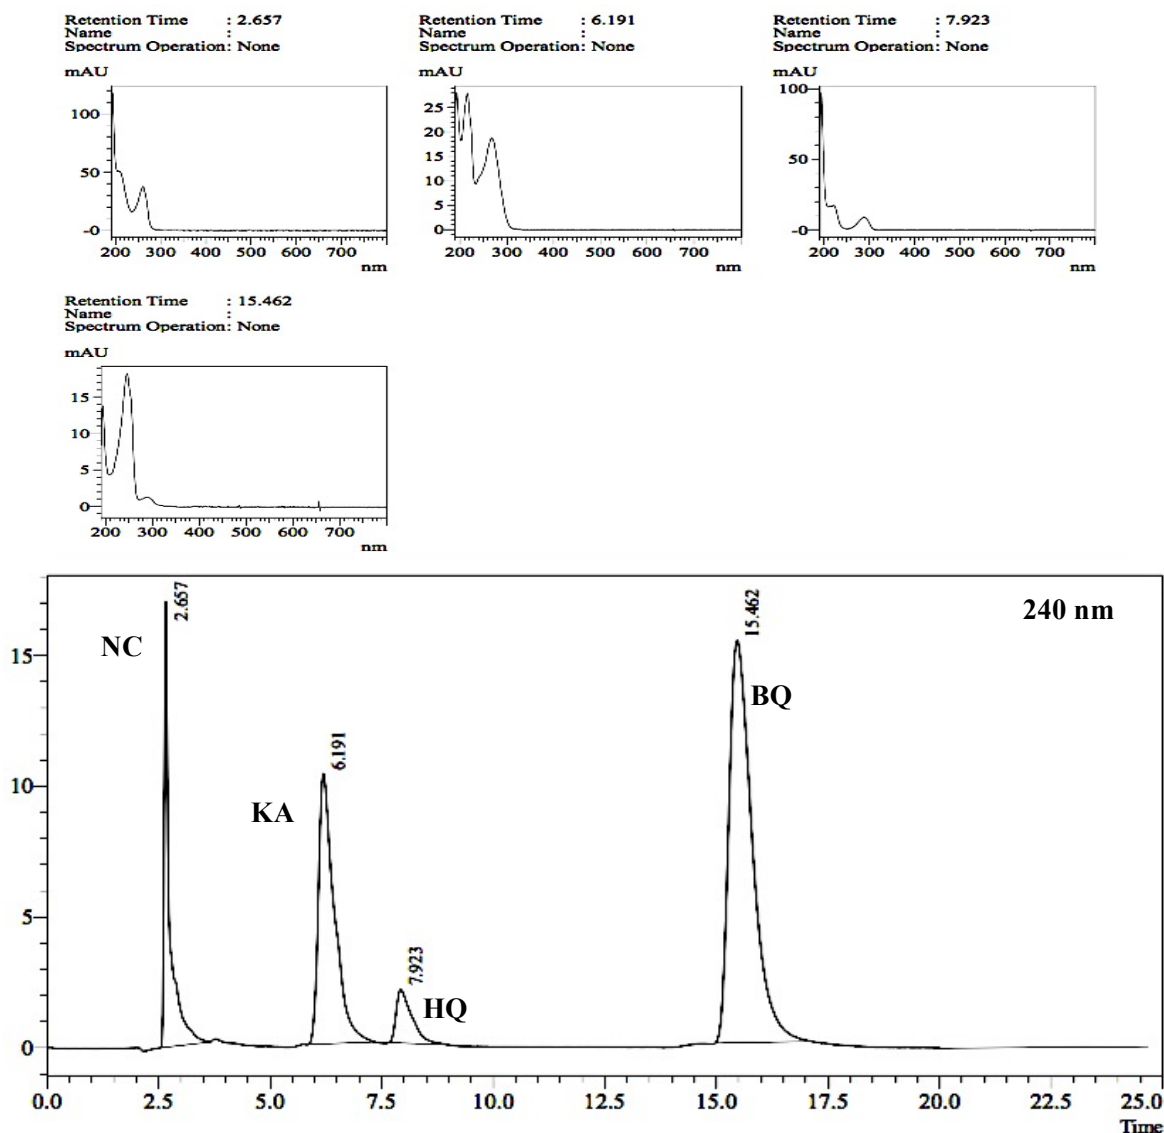 Retention Time : 2.657
Name :
Spectrum Operation: None
mAU
100
50
-0
200 300 400 500 600 700
nm
Retention Time : 6.191
Name :
Spectrum Operation: None
mAU
25
20
15
10
5
0
200 300 400 500 600 700
nm
Retention Time : 7.923
Name :
Spectrum Operation: None
mAU
100
50
-0
200 300 400 500 600 700
nm
Retention Time : 15.462
Name :
Spectrum Operation: None
mAU
15
10
5
0
200 300 400 500 600 700
nm
240 nm
NC
2.657
KA
6.191
HQ
7.923
BQ
15.462
15
10
5
0
0.0 2.5 5.0 7.5 10.0 12.5 15.0 17.5 20.0 22.5 25.0
Time